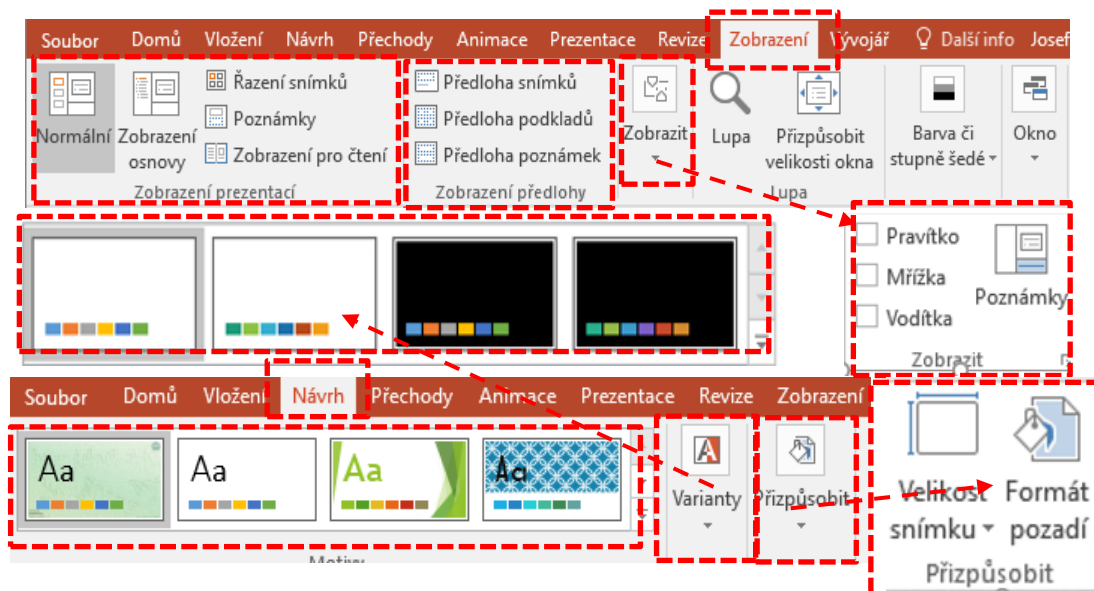 Soubor Domů Vložení Návrh Přechody Animace Prezentace Revize Zobrazení Vývojář Další info Josef
Normální
Zobrazení osnovy
Řazení snímků
Poznámky
Zobrazení pro čtení
Zobrazení prezentací
Předloha snímků
Předloha podkladů
Předloha poznámek
Zobrazení předlohy
Zobrazit
Lupa
Přizpůsobit
velikosti okna
Lupa
Barva či
stupně šedé
Okno
Pravítko
Mřížka
Vodítka
Poznámky
Zobrazit
Soubor Domů Vložení Návrh Přechody Animace Prezentace Revize Zobrazení
Aa
Aa
Aa
Aa
Motivy
Varianty
Přizpůsobit
Velikost
snímku
Formát
pozadí
Přizpůsobit